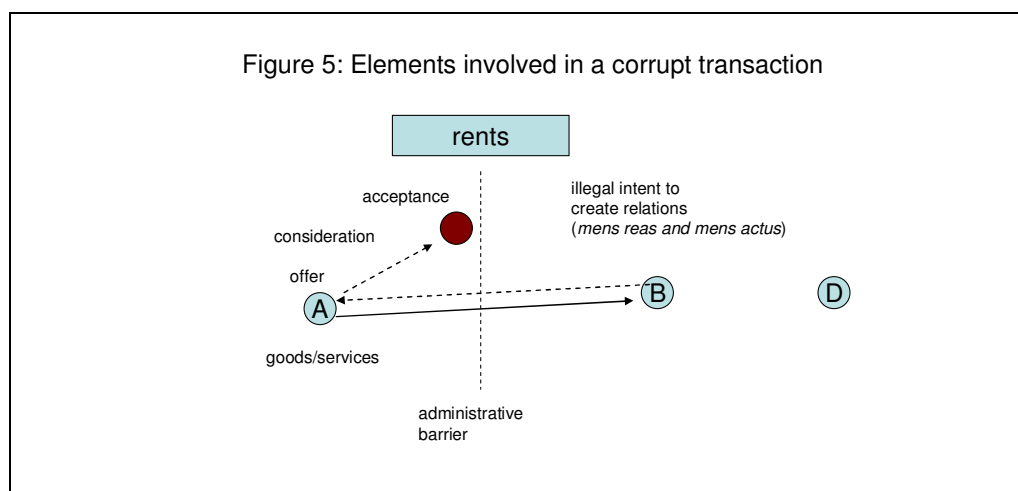 Figure 5: Elements involved in a corrupt transaction
rents
acceptance
illegal intent to
create relations
(mens reas and mens actus)
consideration
offer
A
B
D
goods/services
administrative
barrier